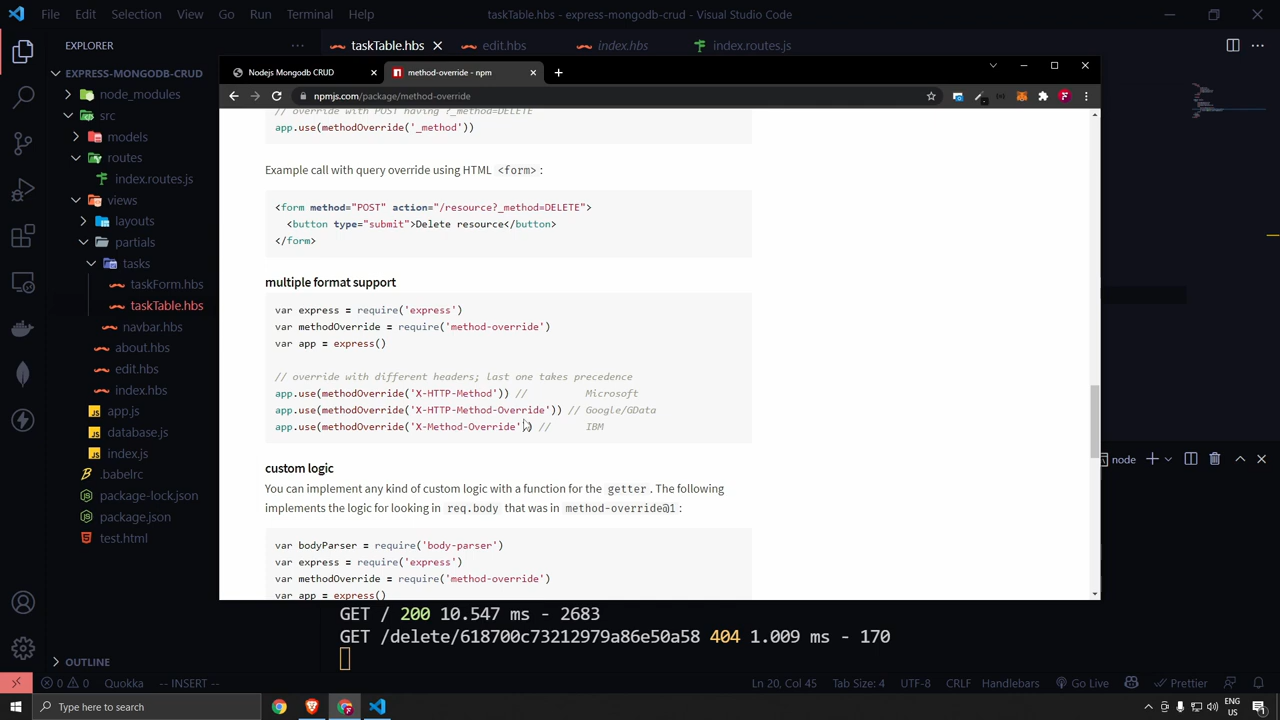 File Edit Selection View Go Run Terminal Help
taskTable.hbs - express-mongodb-crud - Visual Studio Code
EXPLORER
taskTable.hbs
edit.hbs
index.hbs
index.routes.js
EXPRESS-MONGODB-CRUD
node_modules
src
models
routes
index.routes.js
views
layouts
partials
tasks
taskForm.hbs
taskTable.hbs
navbar.hbs
about.hbs
edit.hbs
index.hbs
app.js
database.js
index.js
.babelrc
package-lock.json
package.json
test.html
OUTLINE
Nodejs Mongodb CRUD
method-override - npm
npmjs.com/package/method-override
// override with POST having ?_method=DELETE
app.use(methodOverride('_method'))
Example call with query override using HTML <form> :
<form method="POST" action="/resource?_method=DELETE">
<button type="submit">Delete resource</button>
</form>
multiple format support
var express = require('express')
var methodOverride = require('method-override')
var app = express()
// override with different headers; last one takes precedence
app.use(methodOverride('X-HTTP-Method')) // Microsoft
app.use(methodOverride('X-HTTP-Method-Override')) // Google/GData
app.use(methodOverride('X-Method-Override')) // IBM
custom logic
You can implement any kind of custom logic with a function for the getter . The following
implements the logic for looking in req.body that was in method-override@1 :
var bodyParser = require('body-parser')
var express = require('express')
var methodOverride = require('method-override')
var app = express()
node
GET / 200 10.547 ms - 2683
GET /delete/618700c73212979a86e50a58 404 1.009 ms - 170
0 0 Quokka -- INSERT -- Ln 20, Col 45 Tab Size: 4 UTF-8 CRLF Handlebars Go Live Prettier
Type here to search
ENG
US